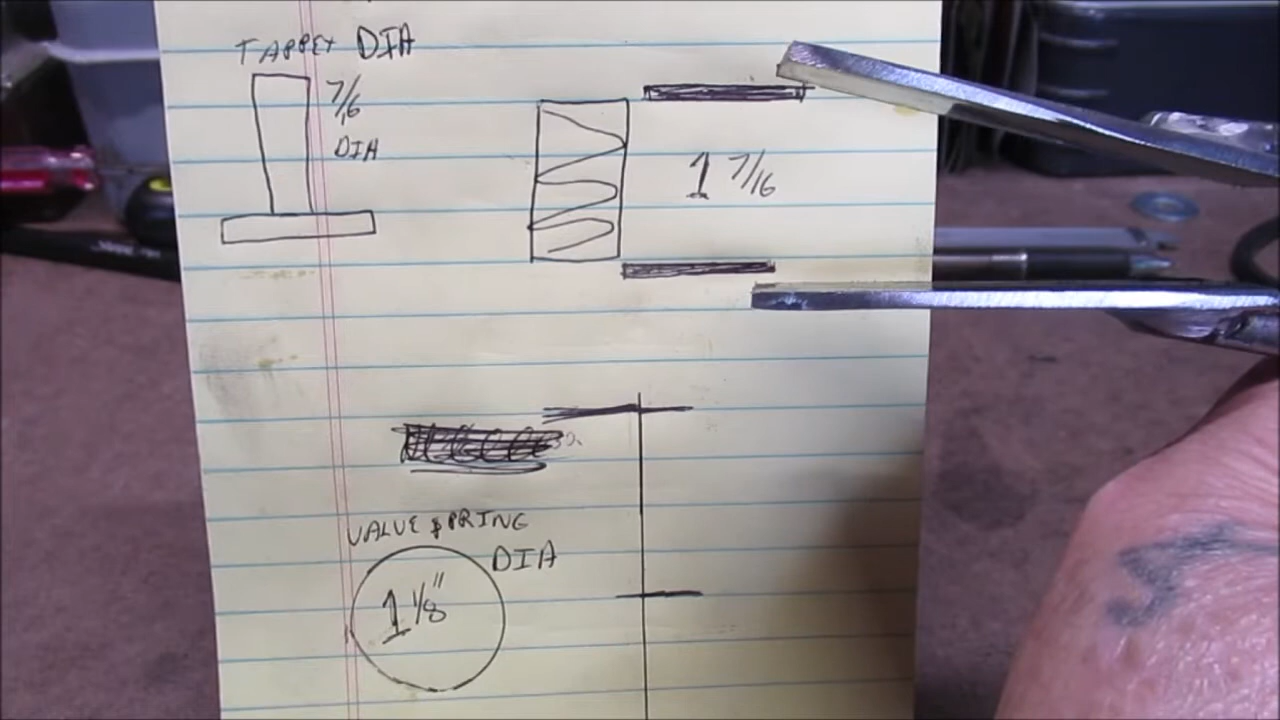 TAPPET DIA
7/16
DIA
1 7/16
VALVE SPRING
DIA
1 1/8"